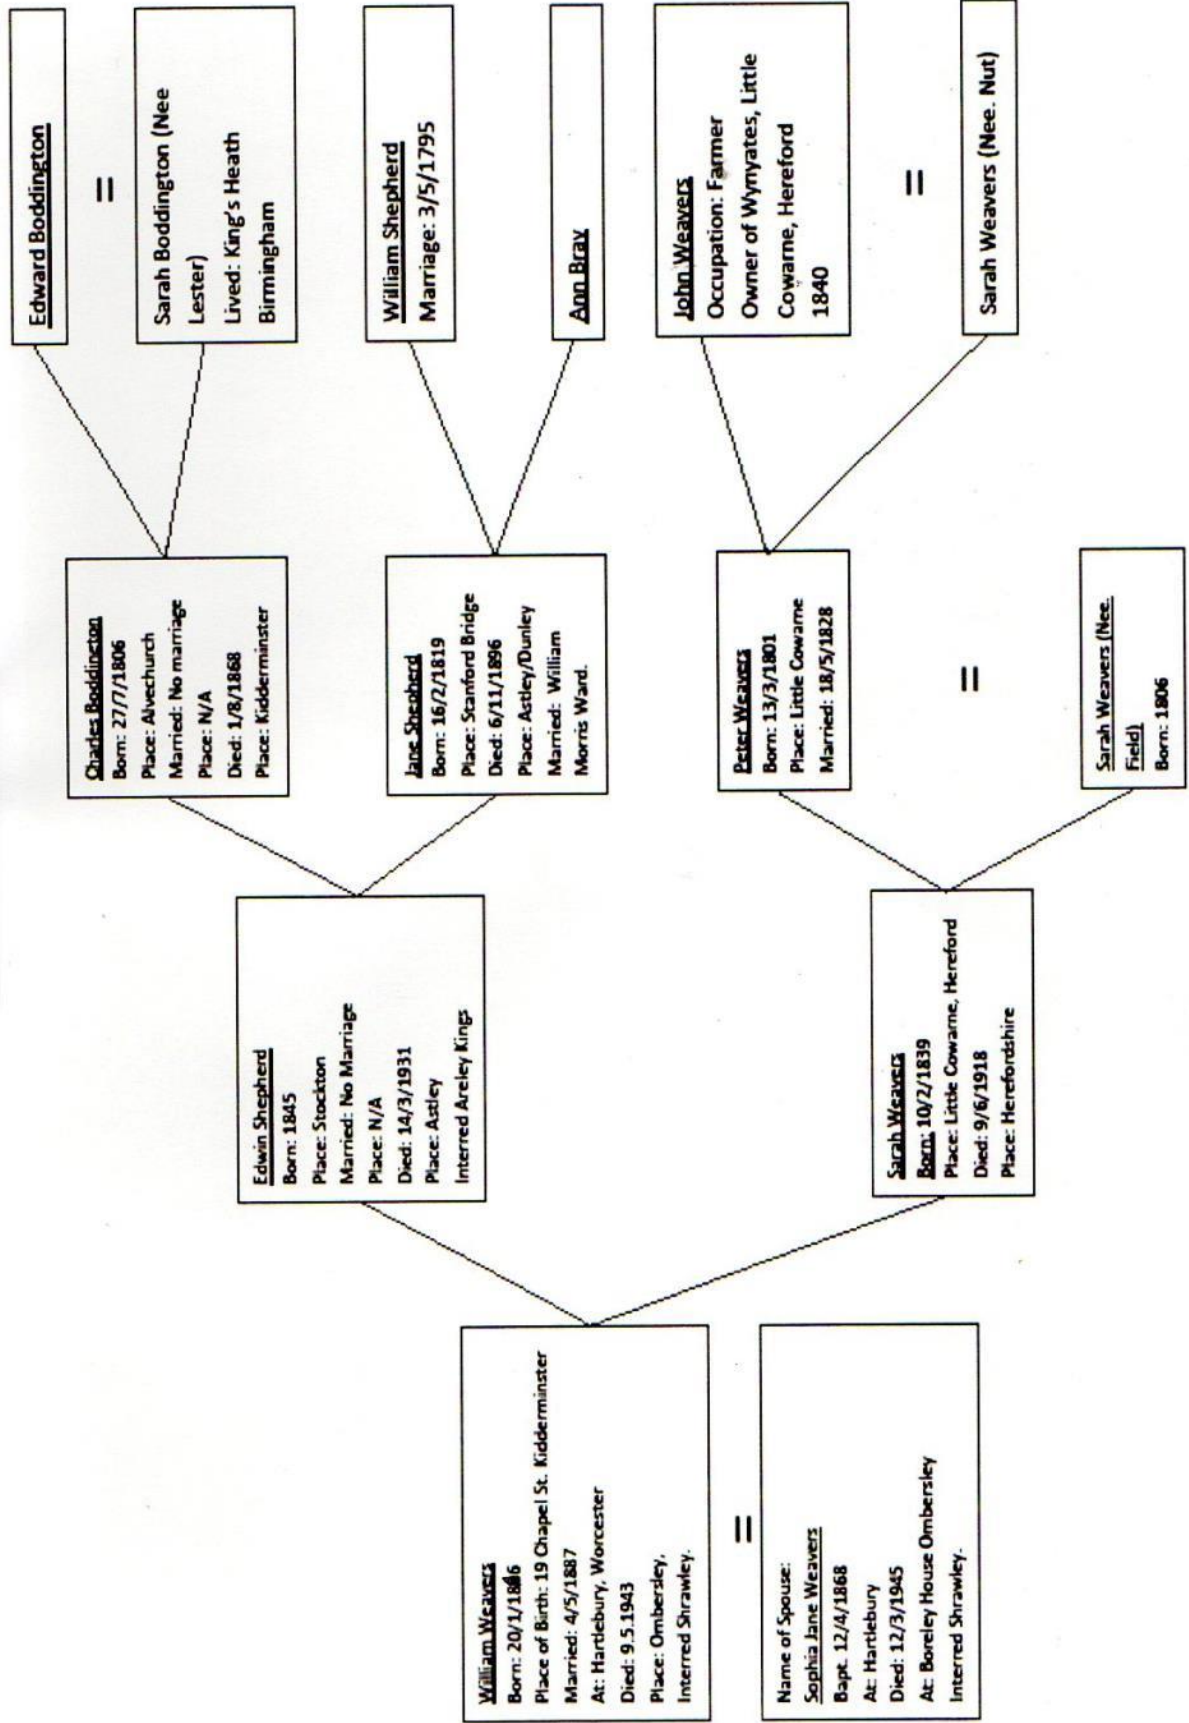 William Weavers
Born:
Place of Birth: 19 Chapel St. Kidderminster
Married: 4/5/1887
At: Hartlebury, Worcester
Died: 9.5.1943
Place: Ombersley,
Interred Shrawley.
=
Name of Spouse:
Sophia Jane Weavers
Bapt. 12/4/1868
At: Hartlebury
Died: 12/3/1945
At: Boreley House Ombersley
Interred Shrawley.
Edwin Shepherd
Born: 1845
Place: Stockton
Married: No Marriage
Place: N/A
Died: 14/3/1931
Place: Astley
Interred Areley Kings
Sarah Weavers
Born: 10/2/1839
Place: Little Cowarne, Hereford
Died: 9/6/1918
Place: Herefordshire
Charles Boddington
Born: 27/7/1806
Place: Alvechurch
Married: No marriage
Place: N/A
Died: 1/8/1868
Place: Kidderminster
Jane Shepherd
Born: 16/2/1819
Place: Stanford Bridge
Died: 6/11/1896
Place: Astley/Dunley
Married: William
Morris Ward.
Peter Weavers
Born: 13/3/1801
Place: Little Cowarne
Married: 18/5/1828
=
Sarah Weavers (Nee.
Field)
Born: 1806
Edward Boddington
=
Sarah Boddington (Nee
Lester)
Lived: King's Heath
Birmingham
William Shepherd
Marriage: 3/5/1795
Ann Bray
John Weavers
Occupation: Farmer
Owner of Wynyates, Little
Cowarne, Hereford
1840
=
Sarah Weavers (Nee. Nut)